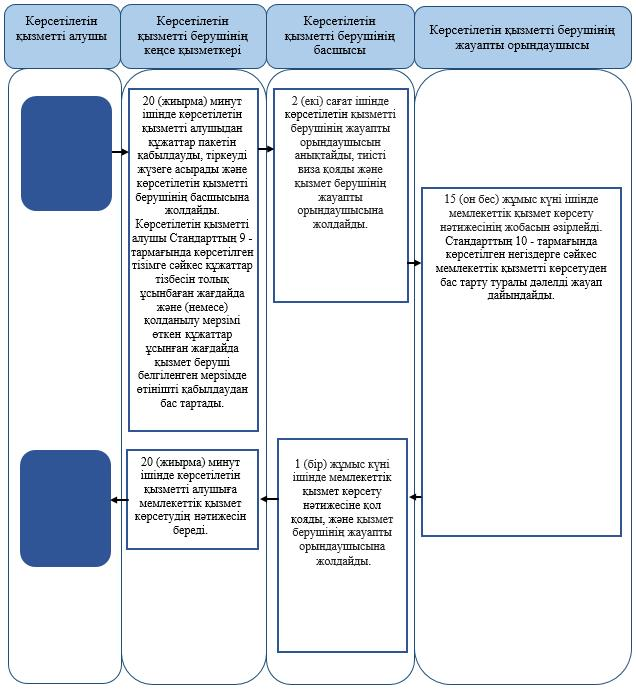 Көрсетілетін
қызметті алушы
Көрсетілетін
қызметті берушінің
кеңсе қызметкері
Көрсетілетін
қызметті берушінің
басшысы
Көрсетілетін қызметті берушінің
жауапты орындаушысы
20 (жиырма) минут
ішінде көрсетілетін
қызметті алушыдан
құжаттар пакетін
қабылдауды, тіркеуді
жүзеге асырады және
көрсетілетін қызметті
берушінің басшысына
жолдайды.
Көрсетілетін қызметті
алушы Стандарттың 9 -
тармағында көрсетілген
тізімге сәйкес құжаттар
тізбесін толық
ұсынбаған жағдайда
және (немесе)
қолданылу мерзімі
өткен құжаттар
ұсынған жағдайда
қызмет беруші
белгіленген мерзімде
өтінішті қабылдаудан
бас тартады.
2 (екі) сағат ішінде
көрсетілетін қызметті
берушінің жауапты
орындаушысын
анықтайды, тиісті
виза қояды және
қызмет берушінің
жауапты
орындаушысына
жолдайды.
15 (он бес) жұмыс күні ішінде
мемлекеттік қызмет көрсету
нәтижесінің жобасын әзірлейді.
Стандарттың 10 - тармағында
көрсетілген негіздерге сәйкес
мемлекеттік қызметті көрсетуден
бас тарту туралы дәлелді жауап
дайындайды.
20 (жиырма) минут
ішінде көрсетілетін
қызметті алушыға
мемлекеттік қызмет
көрсетудің нәтижесін
береді.
1 (бір) жұмыс күні
ішінде мемлекеттік
қызмет көрсету
нәтижесіне қол
қояды, және қызмет
берушінің жауапты
орындаушысына
жолдайды.